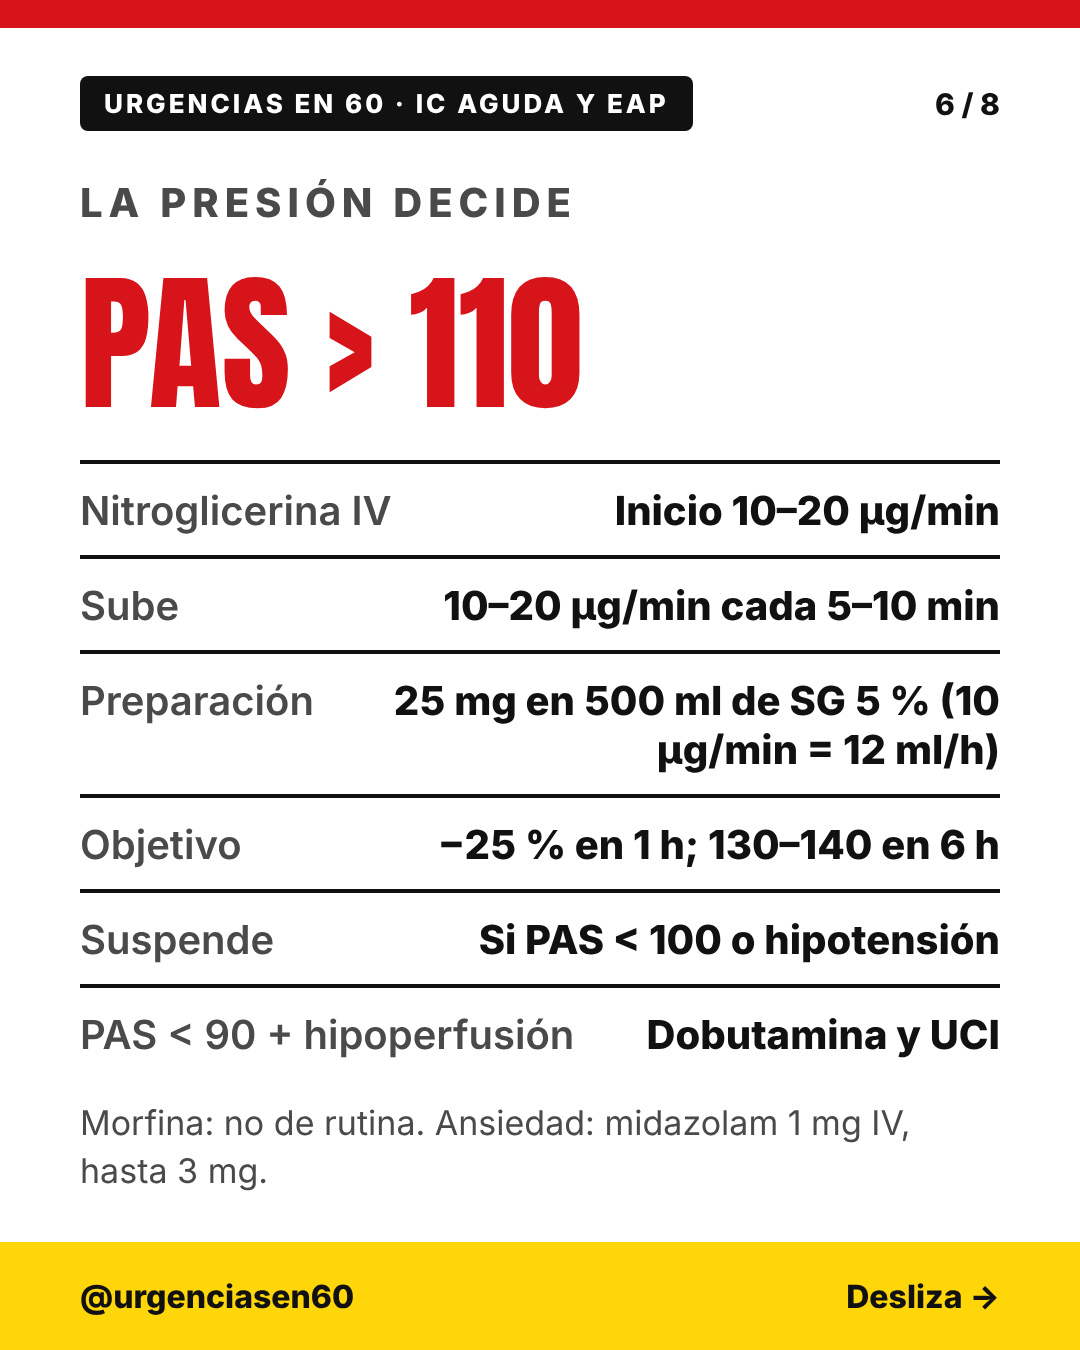 URGENCIAS EN 60 · IC AGUDA Y EAP
6 / 8
LA PRESIÓN DECIDE
PAS > 110
Nitroglicerina IV
Inicio 10–20 µg/min
Sube
10–20 µg/min cada 5–10 min
Preparación
25 mg en 500 ml de SG 5 % (10
µg/min = 12 ml/h)
Objetivo
−25 % en 1 h; 130–140 en 6 h
Suspende
Si PAS < 100 o hipotensión
PAS < 90 + hipoperfusión
Dobutamina y UCI
Morfina: no de rutina. Ansiedad: midazolam 1 mg IV,
hasta 3 mg.
@urgenciasen60
Desliza →